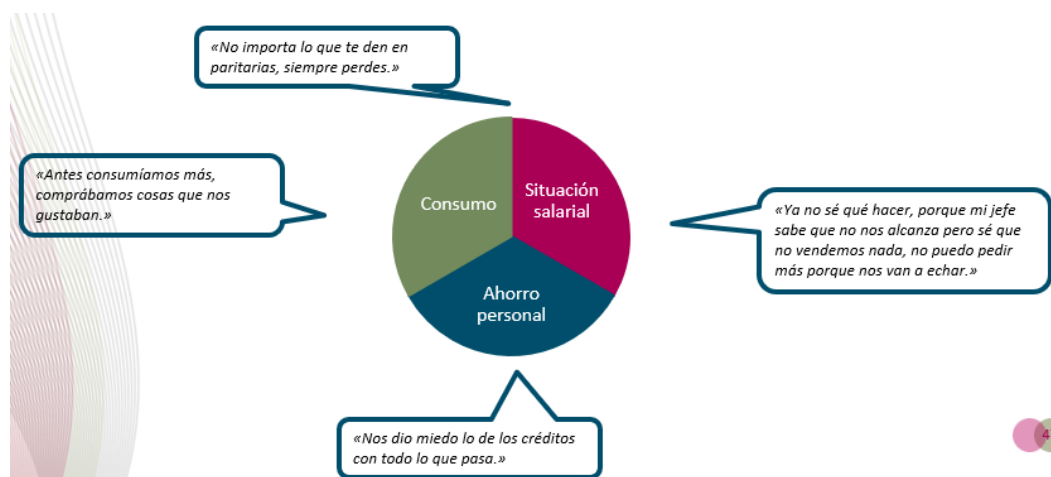 «No importa lo que te den en
paritarias, siempre perdes.»
«Antes consumíamos más,
comprábamos cosas que nos
gustaban.»
Consumo
Situación
salarial
«Ya no sé qué hacer, porque mi jefe
sabe que no nos alcanza pero sé que
no vendemos nada, no puedo pedir
más porque nos van a echar.»
Ahorro
personal
«Nos dio miedo lo de los créditos
con todo lo que pasa.»
4